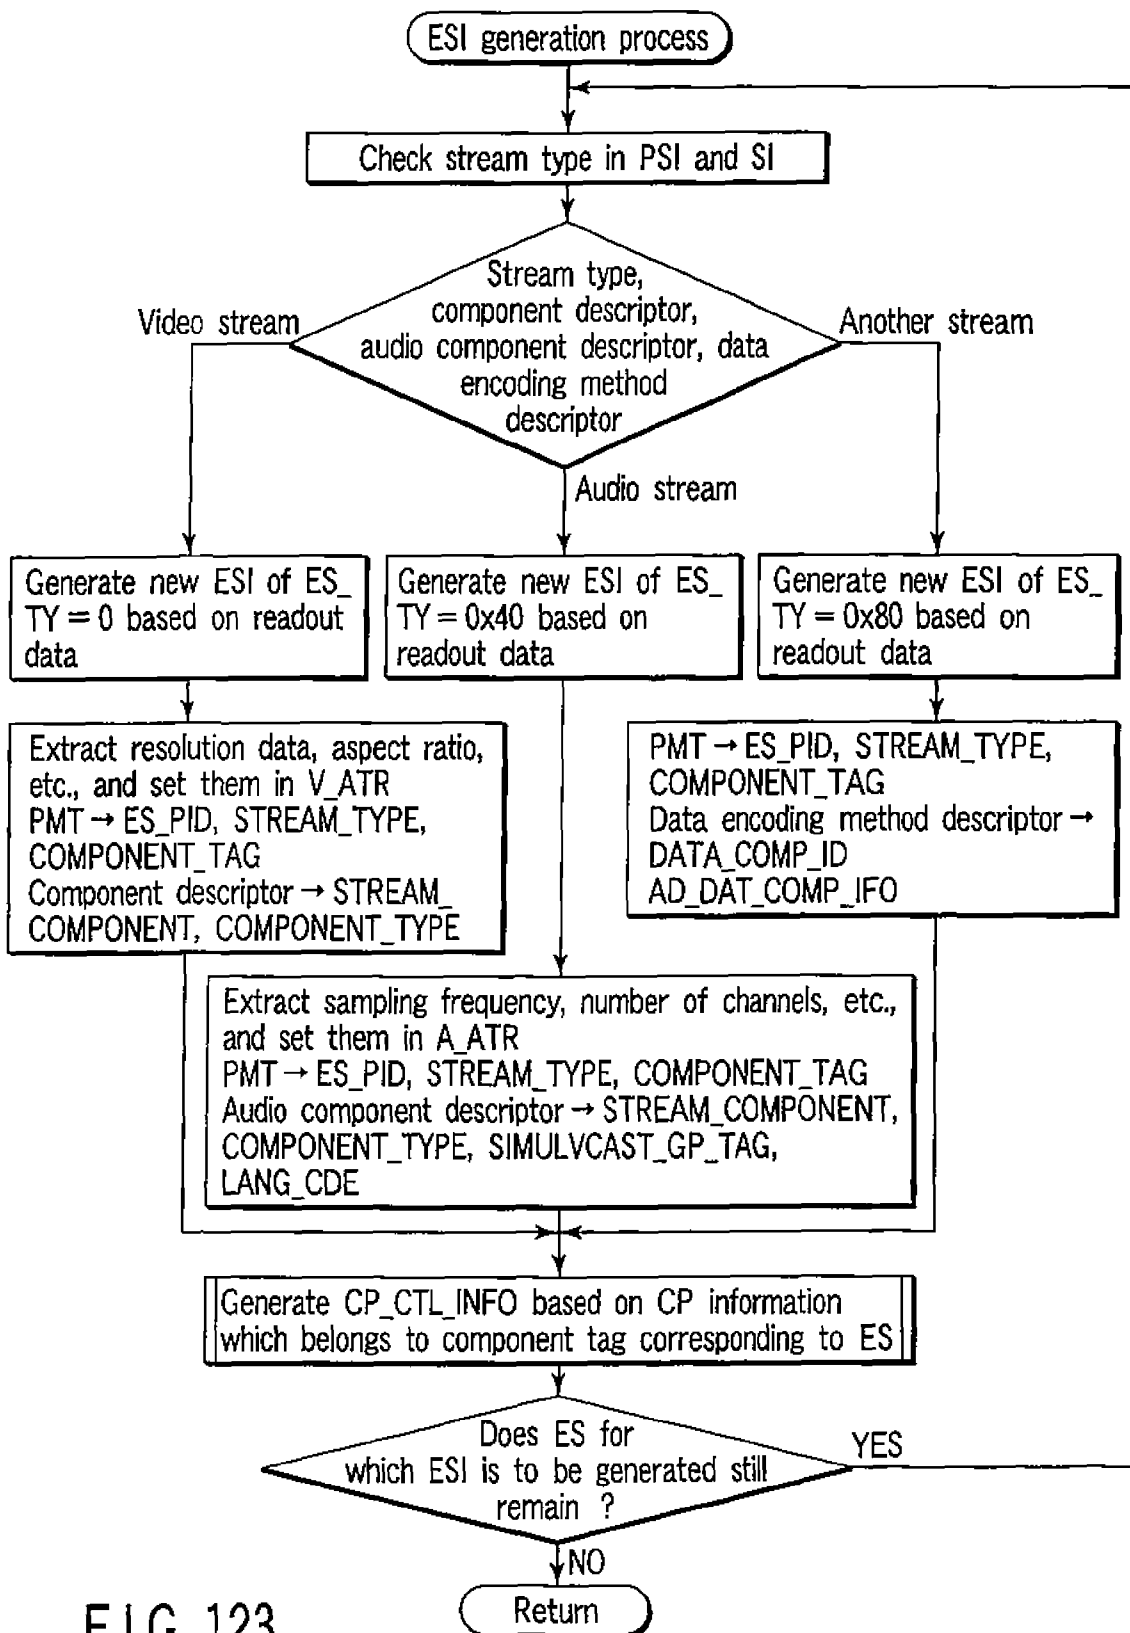 ESI generation process
Check stream type in PSI and SI
Stream type,
component descriptor,
audio component descriptor, data
encoding method
descriptor
Video stream
Another stream
Audio stream
Generate new ESI of ES_
TY = 0 based on readout
data
Generate new ESI of ES_
TY = 0x40 based on
readout data
Generate new ESI of ES_
TY = 0x80 based on
readout data
Extract resolution data, aspect ratio,
etc., and set them in V_ATR
PMT → ES_PID, STREAM_TYPE,
COMPONENT_TAG
Component descriptor → STREAM_
COMPONENT, COMPONENT_TYPE
PMT → ES_PID, STREAM_TYPE,
COMPONENT_TAG
Data encoding method descriptor →
DATA_COMP_ID
AD_DAT_COMP_IFO
Extract sampling frequency, number of channels, etc.,
and set them in A_ATR
PMT → ES_PID, STREAM_TYPE, COMPONENT_TAG
Audio component descriptor → STREAM_COMPONENT,
COMPONENT_TYPE, SIMULVCAST_GP_TAG,
LANG_CDE
Generate CP_CTL_INFO based on CP information
which belongs to component tag corresponding to ES
Does ES for
which ESI is to be generated still
remain ?
YES
NO
Return
FIG. 123